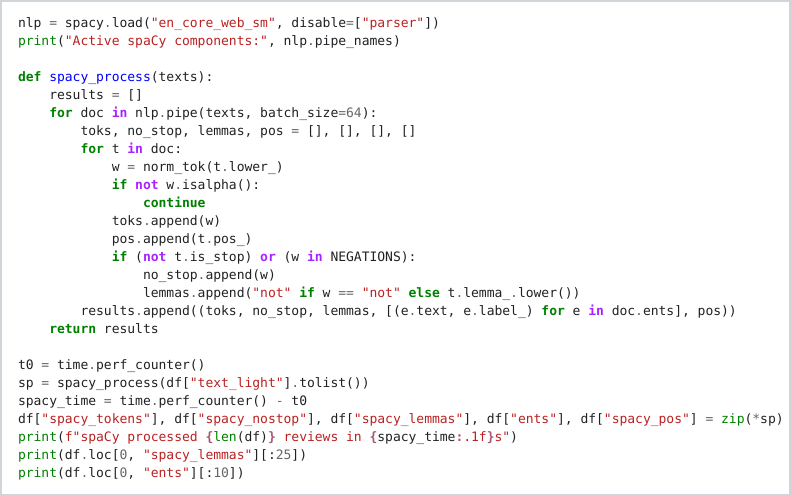 nlp = spacy.load("en_core_web_sm", disable=["parser"])
print("Active spaCy components:", nlp.pipe_names)

def spacy_process(texts):
    results = []
    for doc in nlp.pipe(texts, batch_size=64):
        toks, no_stop, lemmas, pos = [], [], [], []
        for t in doc:
            w = norm_tok(t.lower_)
            if not w.isalpha():
                continue
            toks.append(w)
            pos.append(t.pos_)
            if (not t.is_stop) or (w in NEGATIONS):
                no_stop.append(w)
                lemmas.append("not" if w == "not" else t.lemma_.lower())
        results.append((toks, no_stop, lemmas, [(e.text, e.label_) for e in doc.ents], pos))
    return results

t0 = time.perf_counter()
sp = spacy_process(df["text_light"].tolist())
spacy_time = time.perf_counter() - t0
df["spacy_tokens"], df["spacy_nostop"], df["spacy_lemmas"], df["ents"], df["spacy_pos"] = zip(*sp)
print(f"spaCy processed {len(df)} reviews in {spacy_time:.1f}s")
print(df.loc[0, "spacy_lemmas"][:25])
print(df.loc[0, "ents"][:10])